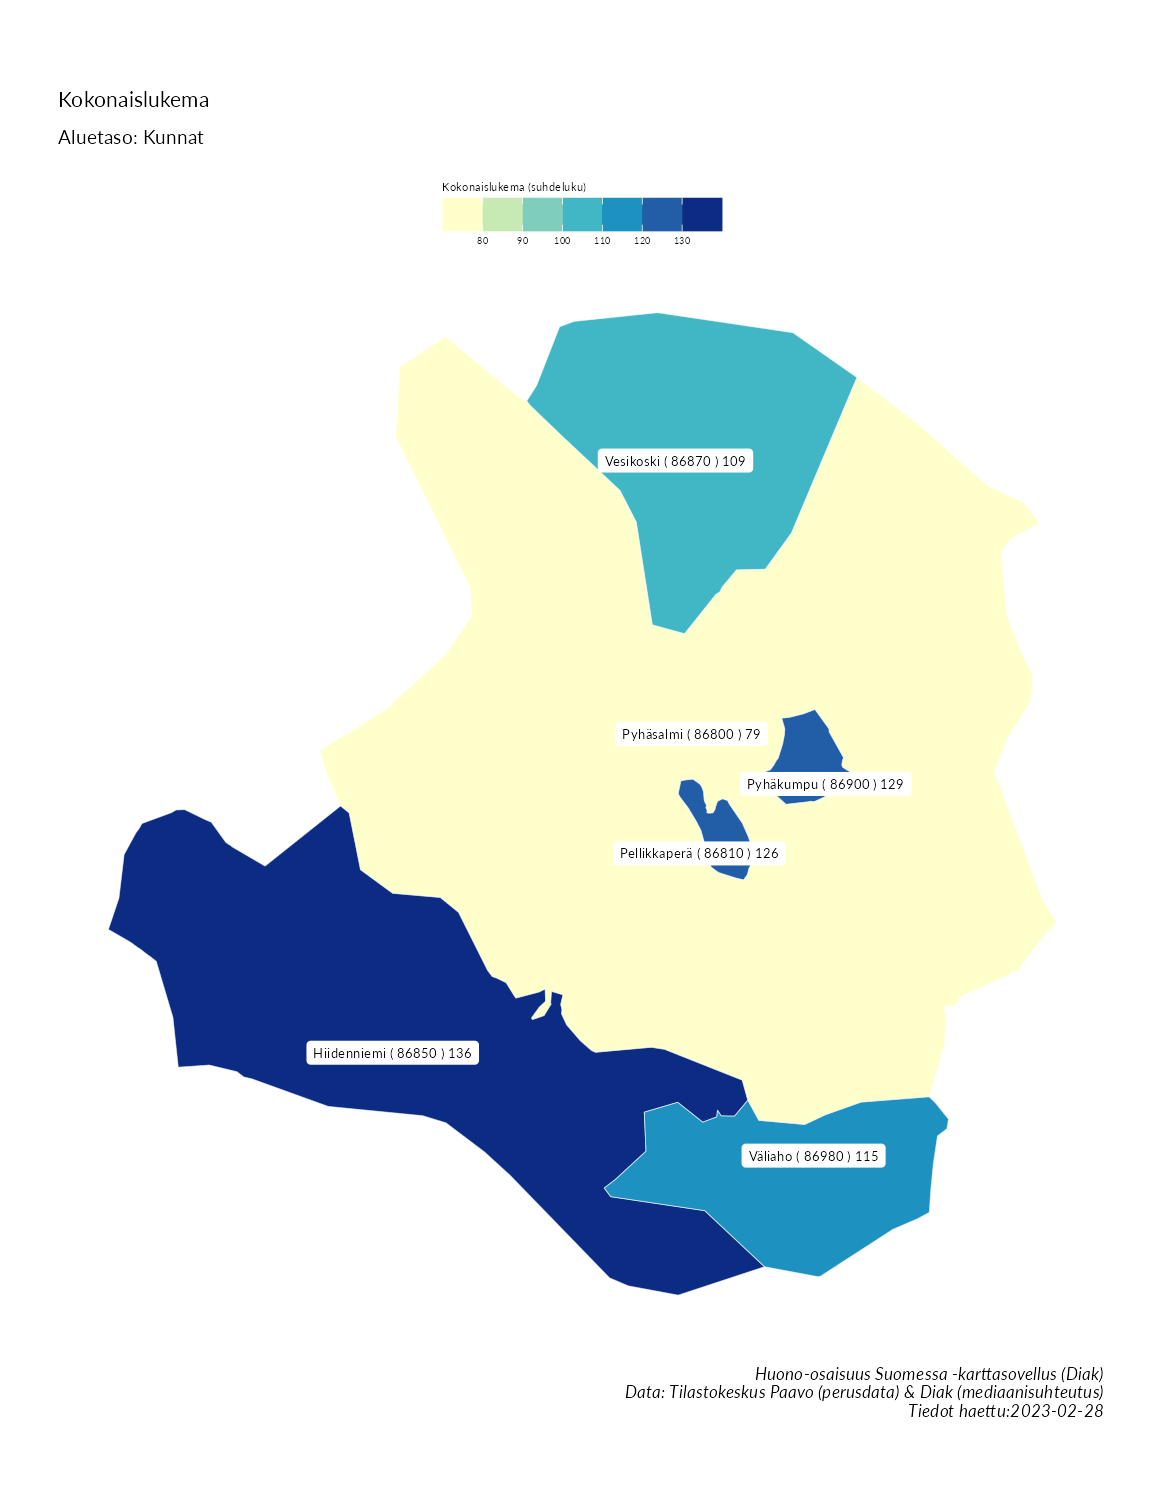 Kokonaislukema
Aluetaso: Kunnat
Kokonaislukema (suhdeluku)
80 90 100 110 120 130
Vesikoski ( 86870 ) 109
Pyhäsalmi ( 86800 ) 79
Pyhäkumpu ( 86900 ) 129
Pellikkaperä ( 86810 ) 126
Hiidenniemi ( 86850 ) 136
Väliaho ( 86980 ) 115
Huono-osaisuus Suomessa -karttasovellus (Diak)
Data: Tilastokeskus Paavo (perusdata) & Diak (mediaanisuhteutus)
Tiedot haettu:2023-02-28